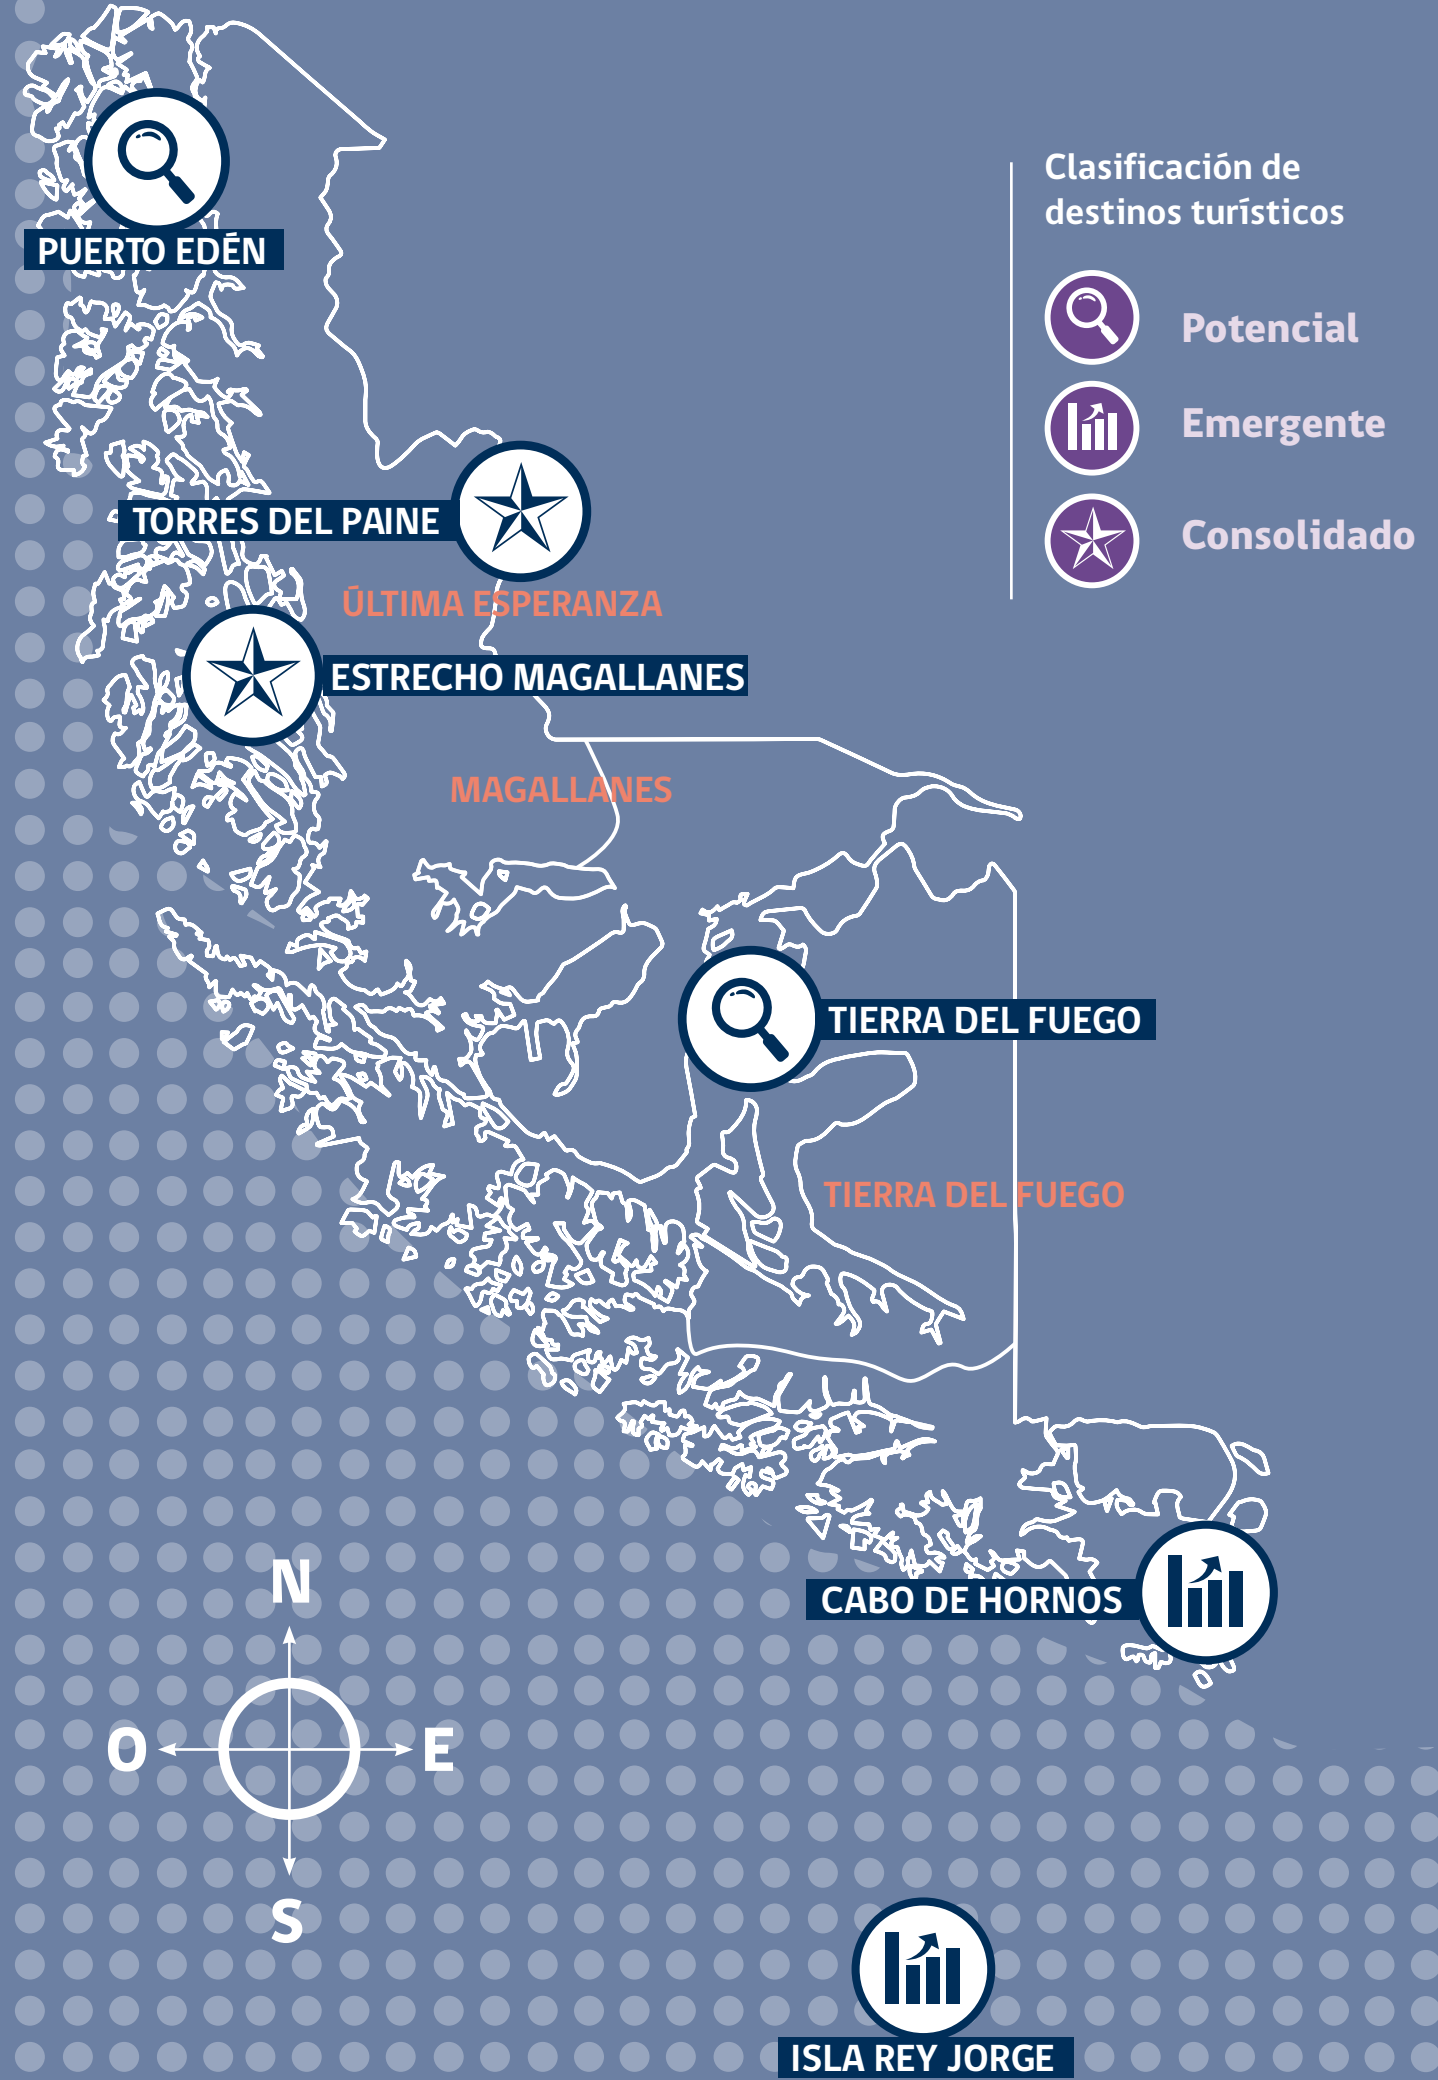 Clasificación de
destinos turísticos
Potencial
Emergente
Consolidado
PUERTO EDÉN
TORRES DEL PAINE
ÚLTIMA ESPERANZA
ESTRECHO MAGALLANES
MAGALLANES
TIERRA DEL FUEGO
TIERRA DEL FUEGO
CABO DE HORNOS
N
O
E
S
ISLA REY JORGE